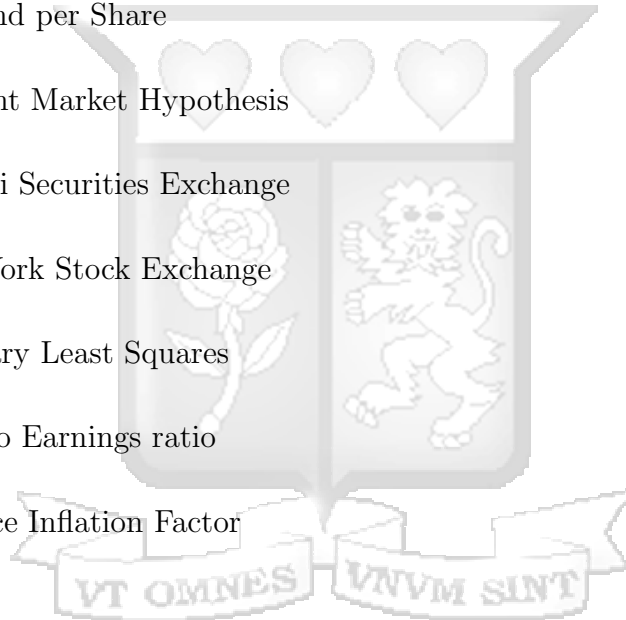 nd per Share
nt Market Hypothesis
i Securities Exchange
ork Stock Exchange
ry Least Squares
o Earnings ratio
ce Inflation Factor
VT OMNES VNVM SINT